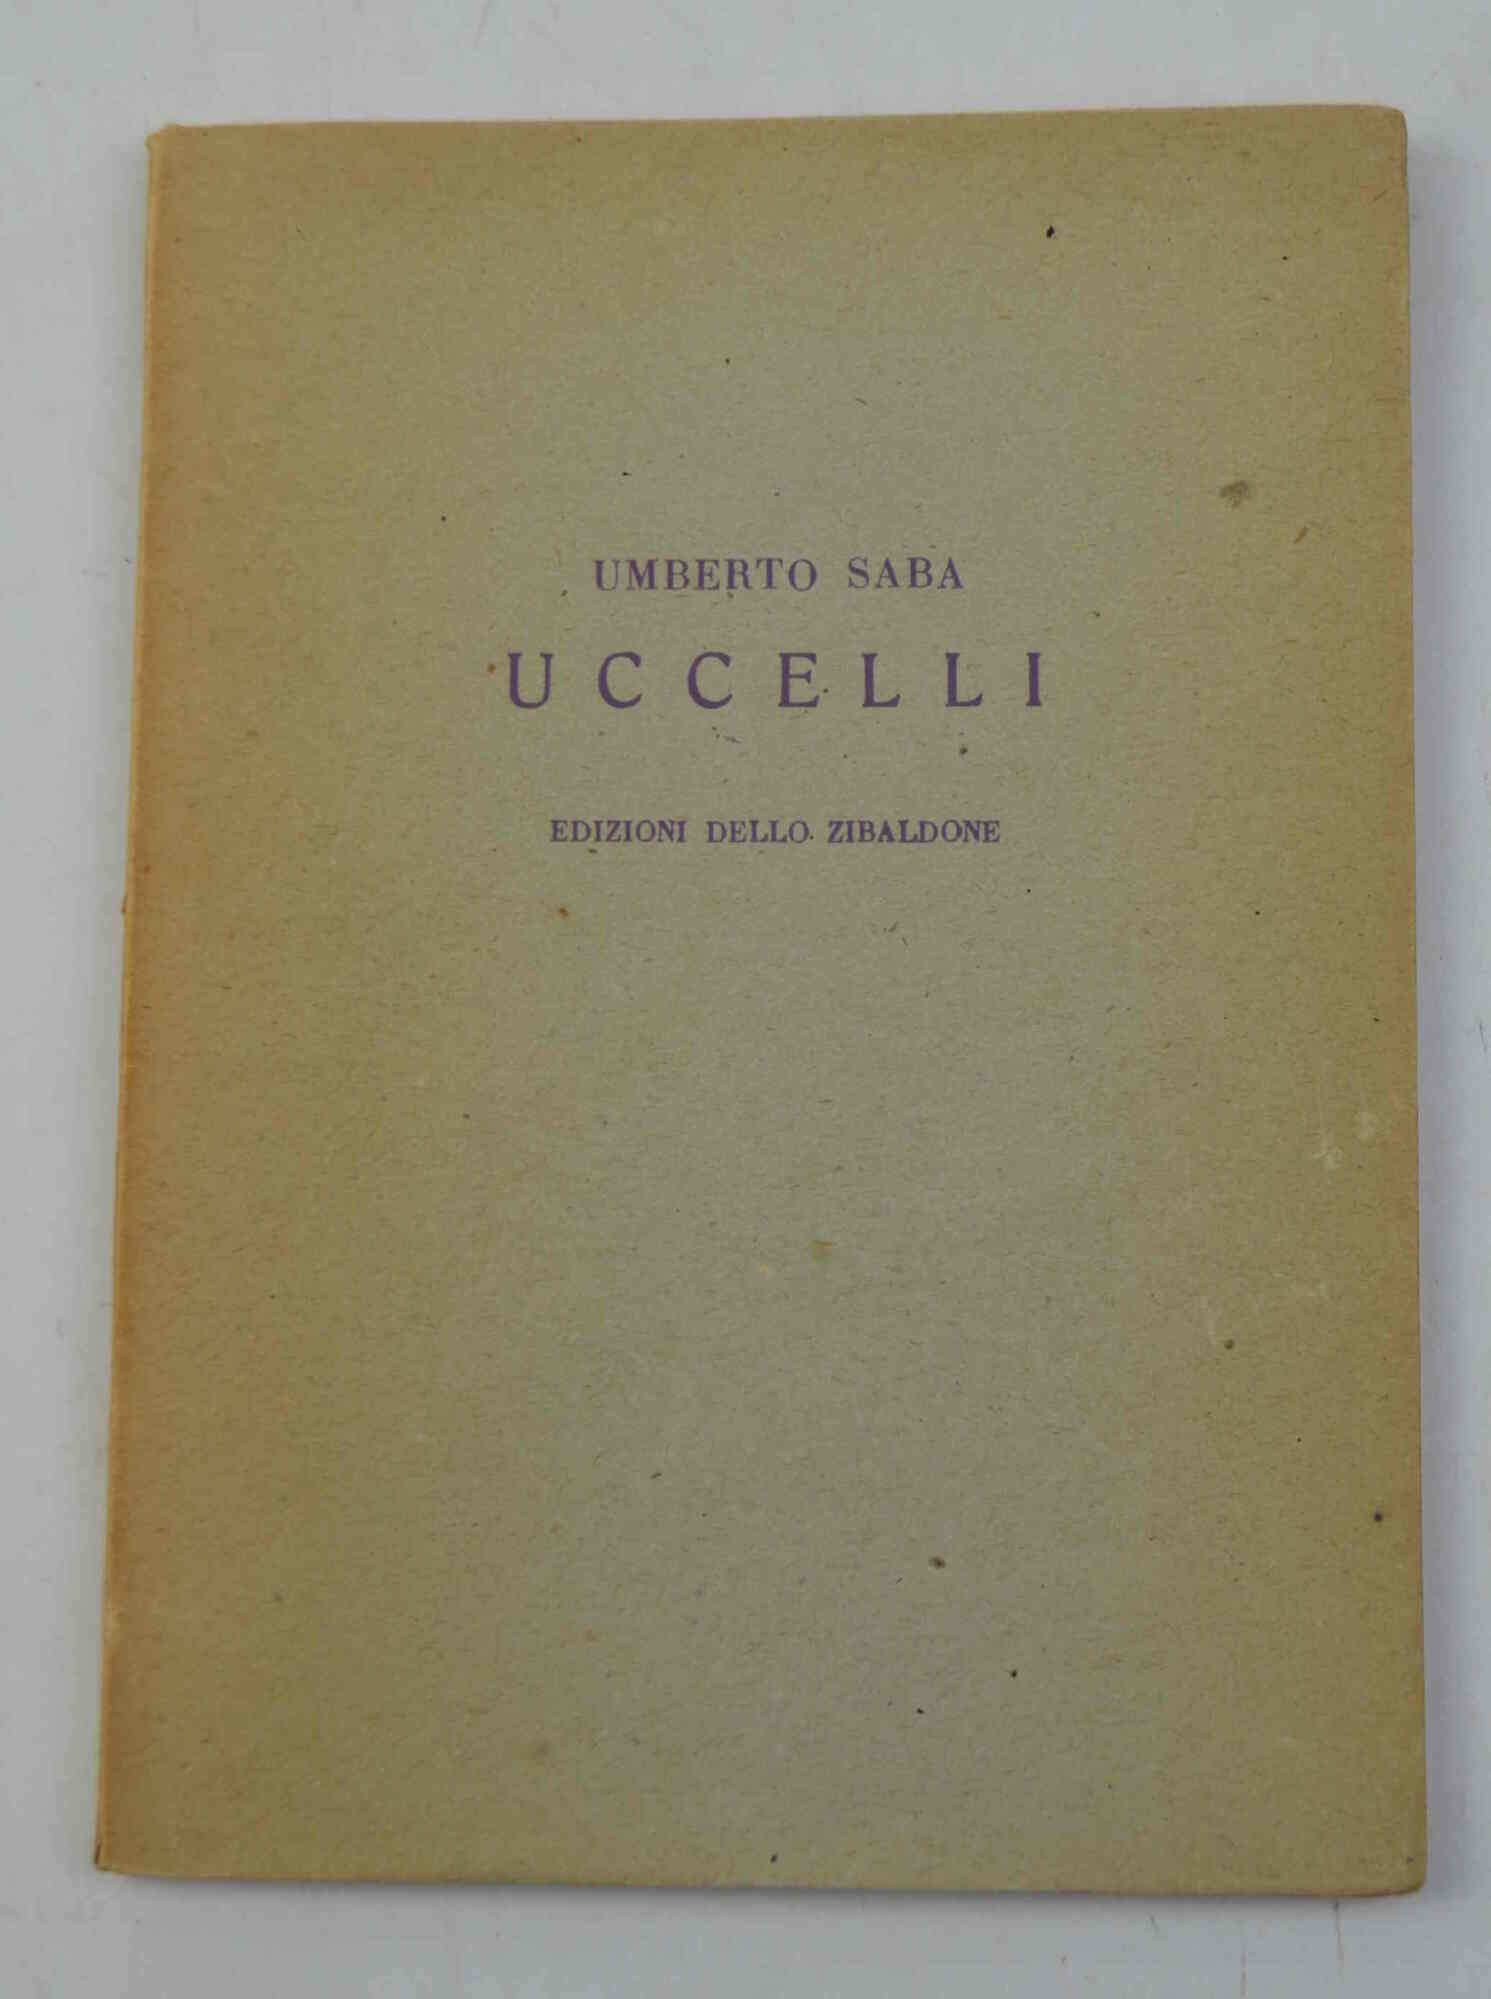 UMBERTO SABA
UCCELLI
EDIZIONI DELLO ZIBALDONE